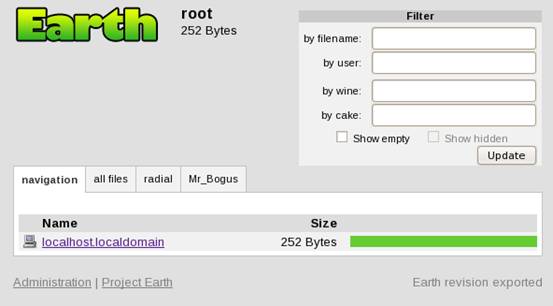 Earth
root
252 Bytes
Filter
by filename:
by user:
by wine:
by cake:
Show empty Show hidden
Update
navigation all files radial Mr_Bogus
Name Size
localhost.localdomain 252 Bytes
Administration | Project Earth Earth revision exported